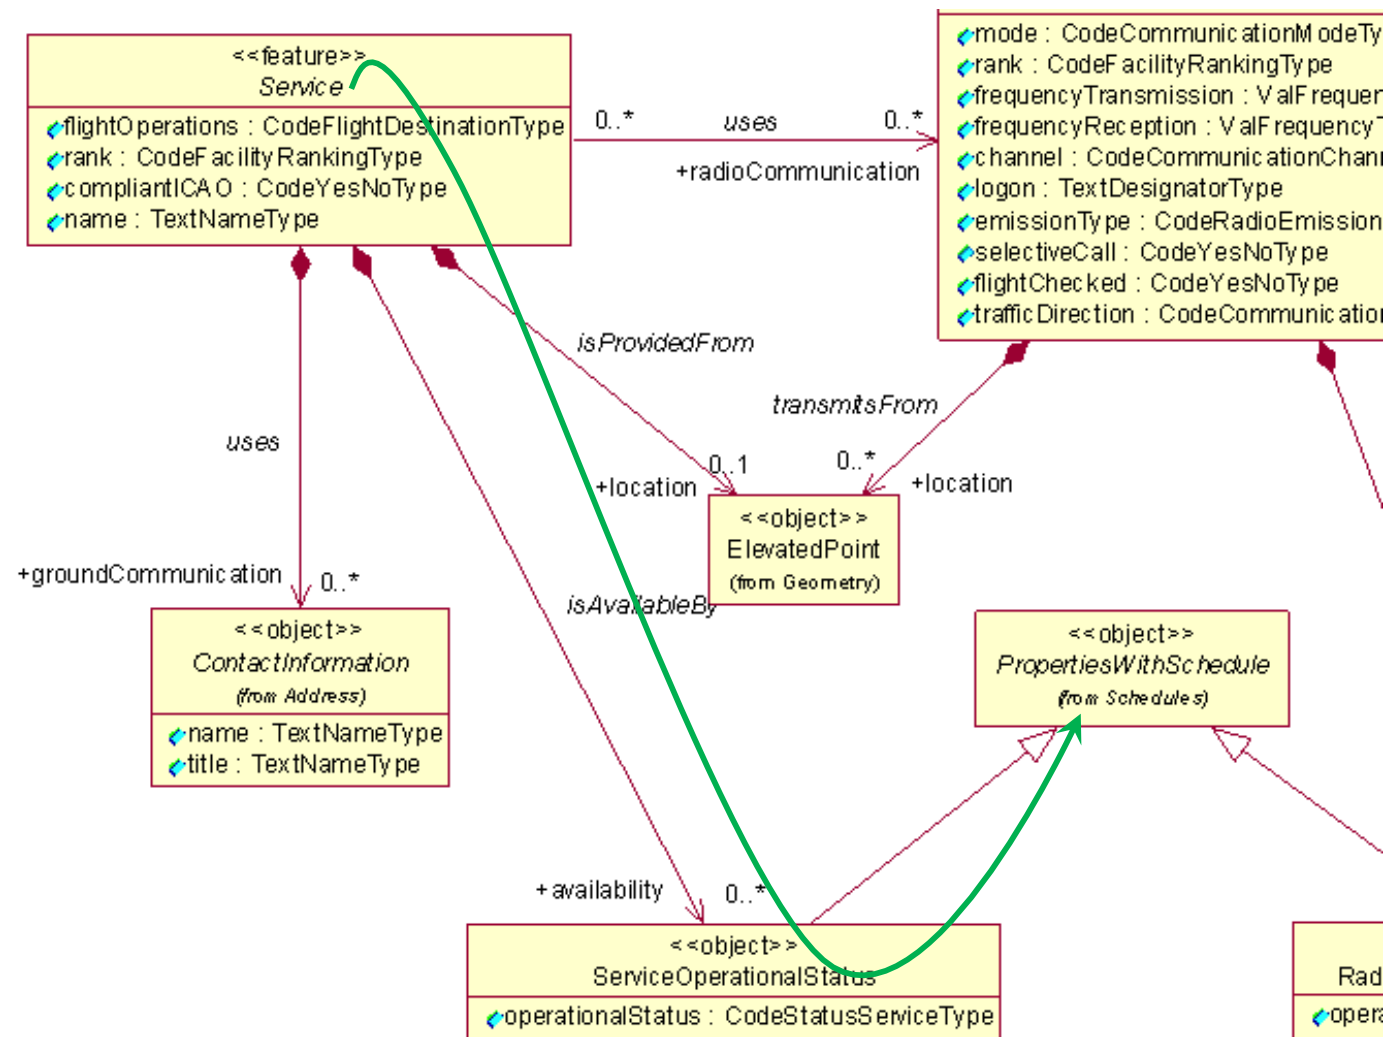 <<feature>>
Service
flightOperations : CodeFlightDestinationType
rank : CodeFacilityRankingType
compliantICAO : CodeYesNoType
name : TextNameType
0..*
uses
0..*
+radioCommunication
mode : CodeCommunicationModeTy
rank : CodeFacilityRankingType
frequencyTransmission : ValFrequen
frequencyReception : ValFrequencyT
channel : CodeCommunicationChann
logon : TextDesignatorType
emissionType : CodeRadioEmission
selectiveCall : CodeYesNoType
flightChecked : CodeYesNoType
trafficDirection : CodeCommunication
isProvidedFrom
transmitsFrom
uses
0..1
0..*
+location
+location
<<object>>
ElevatedPoint
(from Geometry)
+groundCommunication
0..*
isAvailableBy
<<object>>
ContactInformation
(from Address)
name : TextNameType
title : TextNameType
<<object>>
PropertiesWithSchedule
(from Schedules)
+availability
0..*
<<object>>
ServiceOperationalStatus
operationalStatus : CodeStatusServiceType
Rad
opera